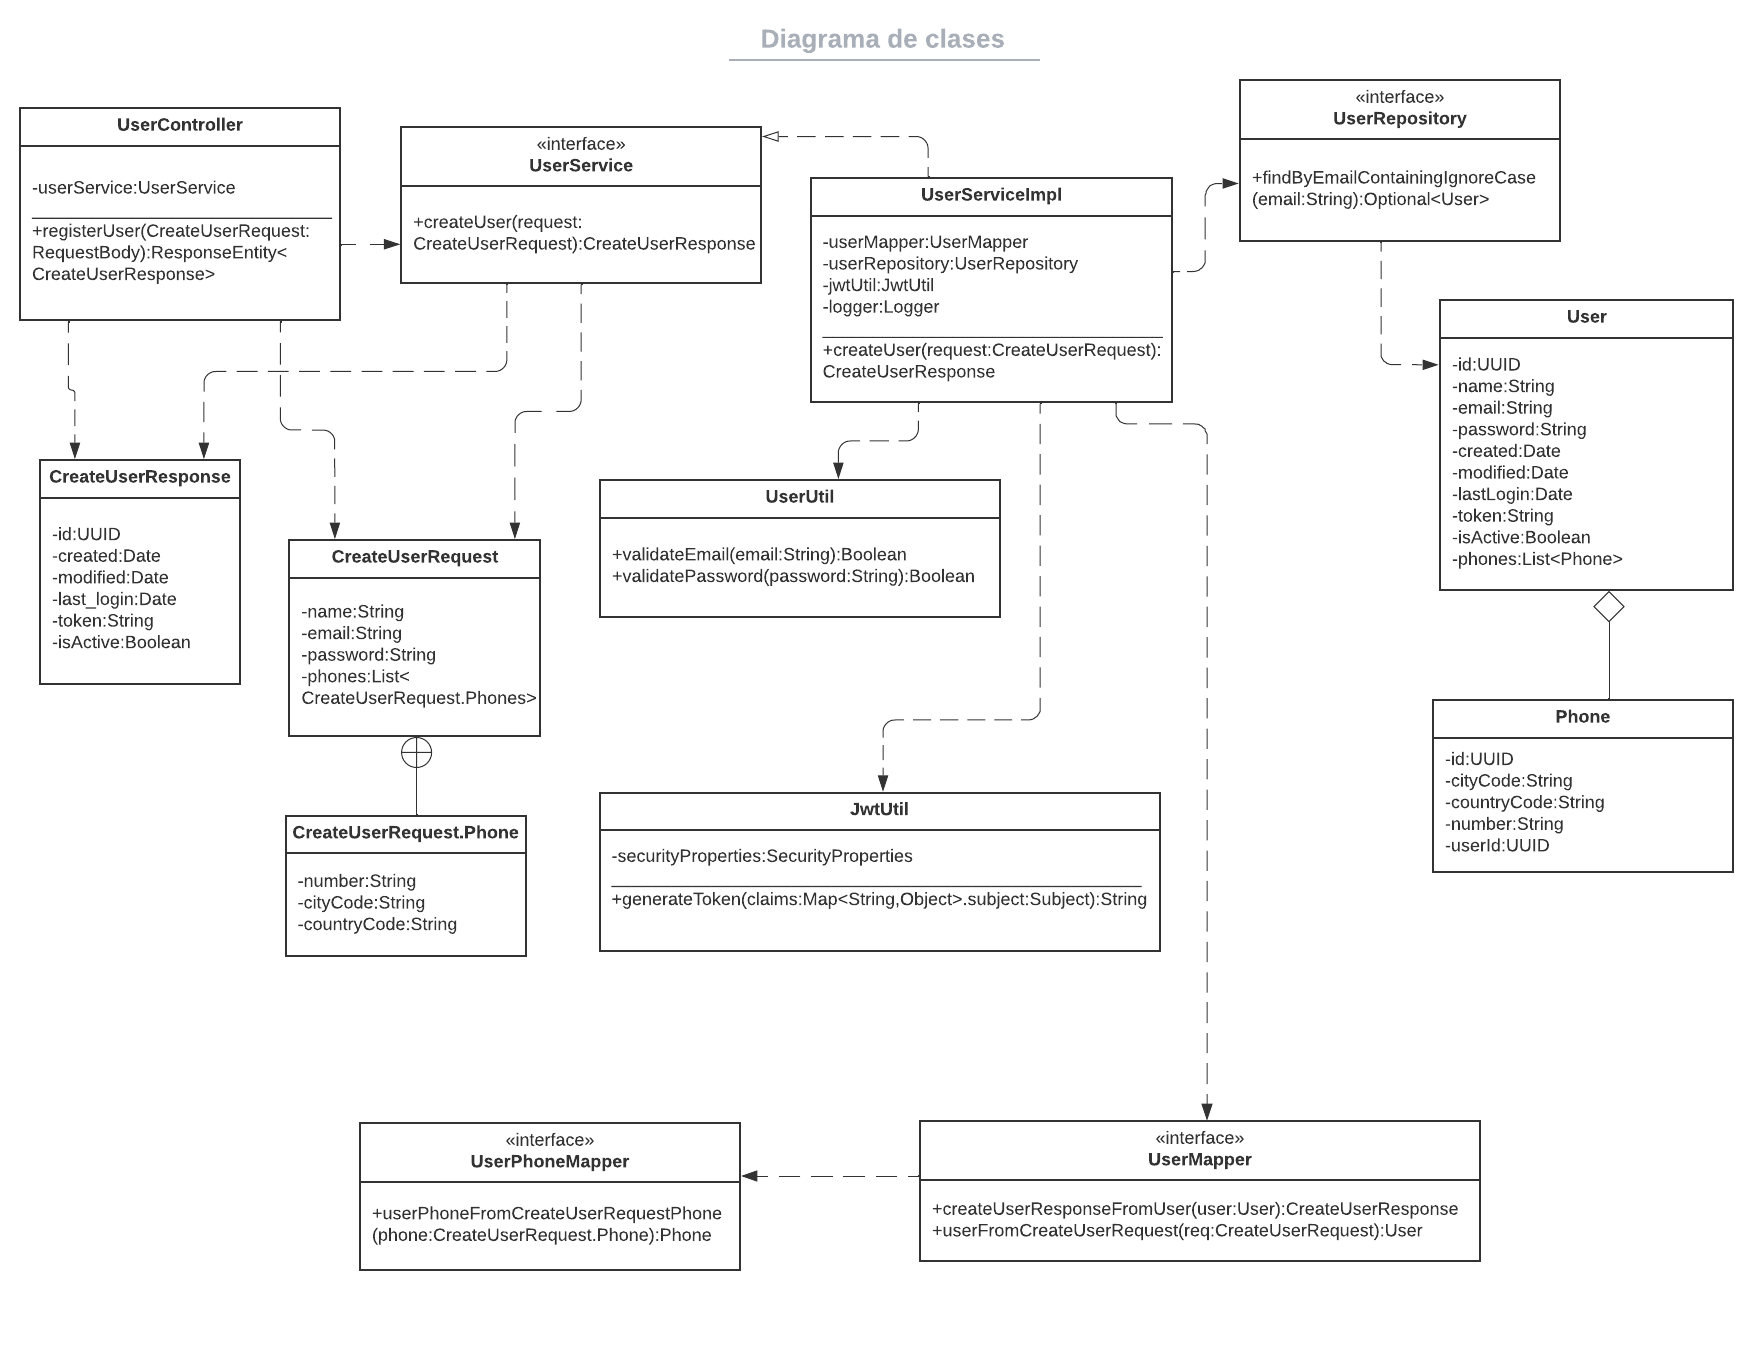 Diagrama de clases
UserController
-userService:UserService
+registerUser(CreateUserRequest:
RequestBody):ResponseEntity<
CreateUserResponse>
«interface»
UserService
+createUser(request:
CreateUserRequest):CreateUserResponse
UserServiceImpl
-userMapper:UserMapper
-userRepository:UserRepository
-jwtUtil:JwtUtil
-logger:Logger
+createUser(request:CreateUserRequest):
CreateUserResponse
«interface»
UserRepository
+findByEmailContainingIgnoreCase
(email:String):Optional<User>
User
-id:UUID
-name:String
-email:String
-password:String
-created:Date
-modified:Date
-lastLogin:Date
-token:String
-isActive:Boolean
-phones:List<Phone>
CreateUserResponse
-id:UUID
-created:Date
-modified:Date
-last_login:Date
-token:String
-isActive:Boolean
CreateUserRequest
-name:String
-email:String
-password:String
-phones:List<
CreateUserRequest.Phones>
UserUtil
+validateEmail(email:String):Boolean
+validatePassword(password:String):Boolean
Phone
-id:UUID
-cityCode:String
-countryCode:String
-number:String
-userId:UUID
CreateUserRequest.Phone
-number:String
-cityCode:String
-countryCode:String
JwtUtil
-securityProperties:SecurityProperties
+generateToken(claims:Map<String,Object>.subject:Subject):String
«interface»
UserPhoneMapper
+userPhoneFromCreateUserRequestPhone
(phone:CreateUserRequest.Phone):Phone
«interface»
UserMapper
+createUserResponseFromUser(user:User):CreateUserResponse
+userFromCreateUserRequest(req:CreateUserRequest):User